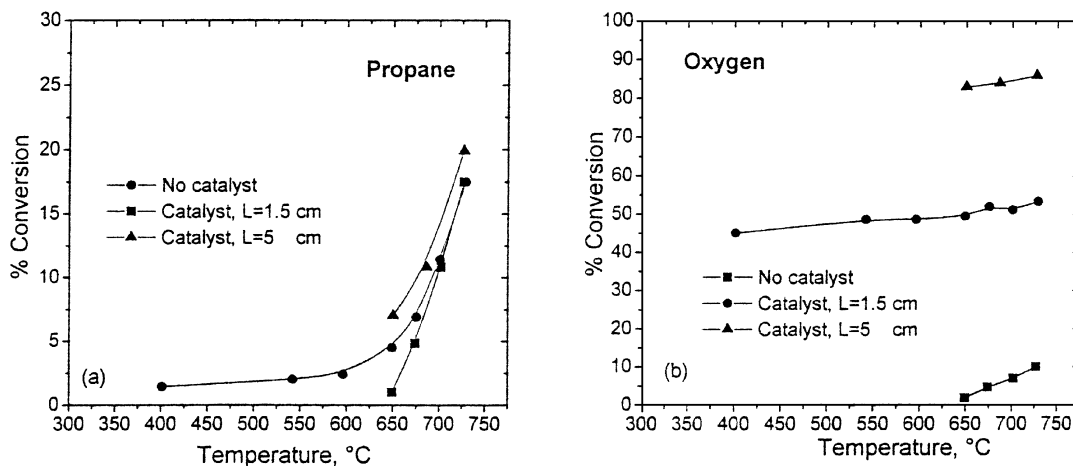 30
25
20
15
10
5
0
% Conversion
Propane
No catalyst
Catalyst, L=1.5 cm
Catalyst, L=5 cm
(a)
300 350 400 450 500 550 600 650 700 750
Temperature, °C
100
90
80
70
60
50
40
30
20
10
0
% Conversion
Oxygen
No catalyst
Catalyst, L=1.5 cm
Catalyst, L=5 cm
(b)
300 350 400 450 500 550 600 650 700 750
Temperature, °C